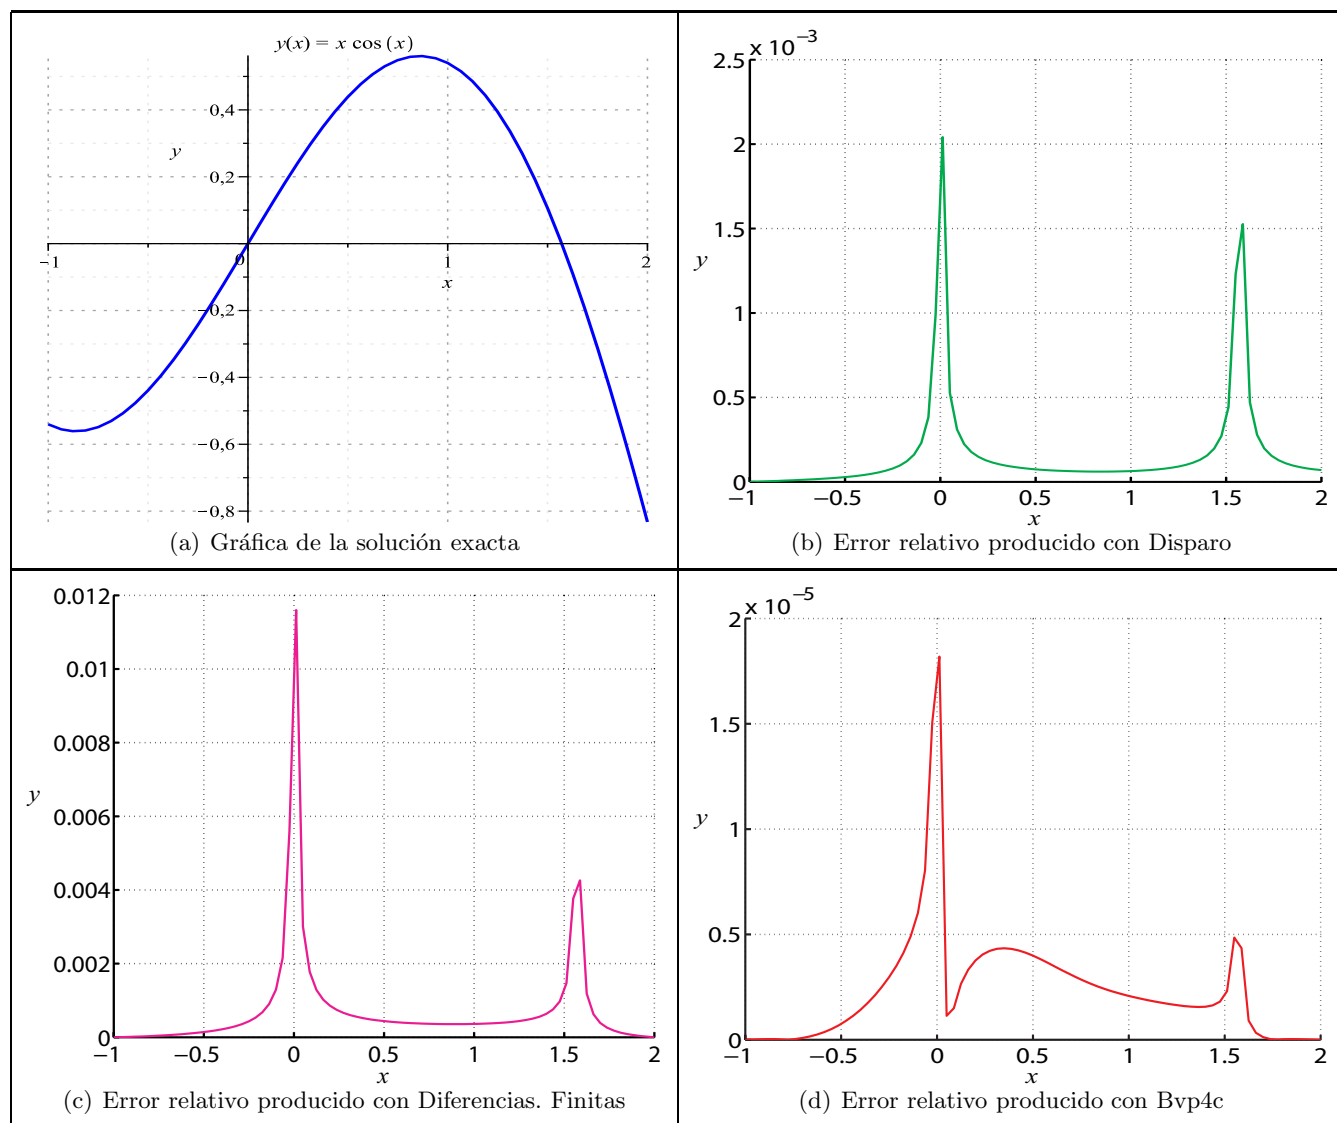 y(x) = x cos (x)
0,4
y
0,2
−1
0
1
2
x
−0,2
−0,4
−0,6
−0,8
(a) Gráfica de la solución exacta
x 10⁻³
2.5
2
1.5
y
1
0.5
0
−1 −0.5 0 0.5 1 1.5 2
x
(b) Error relativo producido con Disparo
0.012
0.01
0.008
y
0.006
0.004
0.002
0
−1 −0.5 0 0.5 1 1.5 2
x
(c) Error relativo producido con Diferencias. Finitas
x 10⁻⁵
2
1.5
y
1
0.5
0
−1 −0.5 0 0.5 1 1.5 2
x
(d) Error relativo producido con Bvp4c